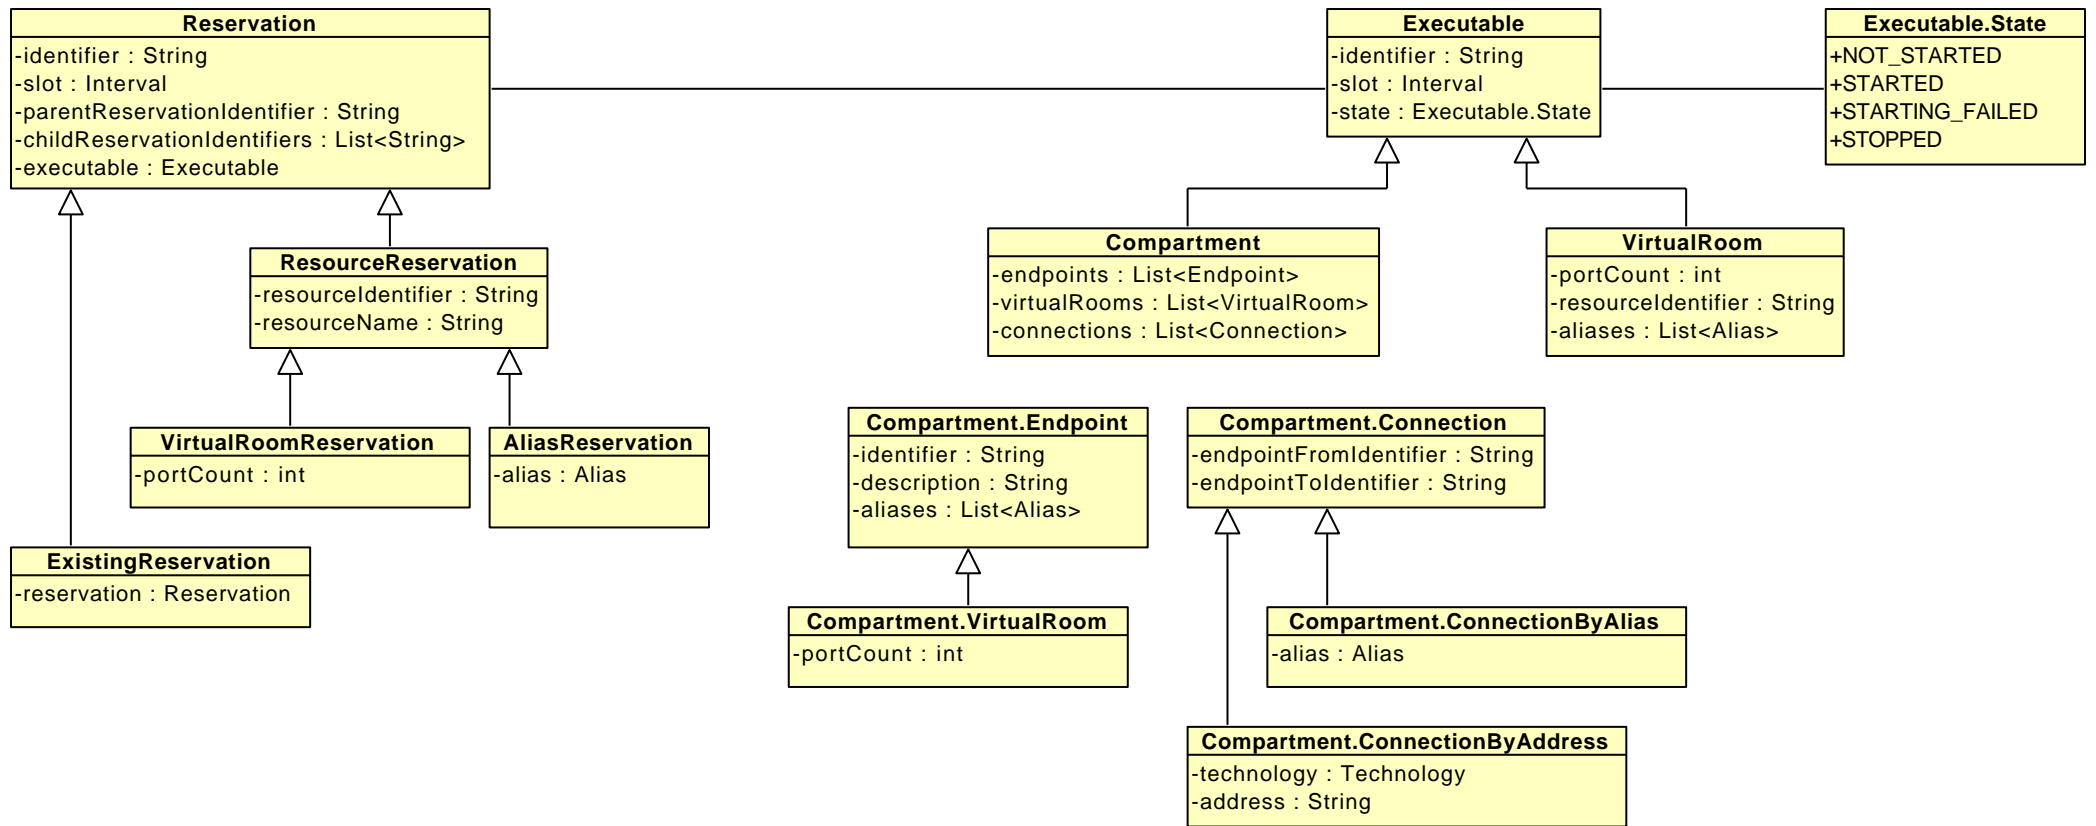 Reservation
-identifier : String
-slot : Interval
-parentReservationIdentifier : String
-childReservationIdentifiers : List<String>
-executable : Executable
Executable
-identifier : String
-slot : Interval
-state : Executable.State
Executable.State
+NOT_STARTED
+STARTED
+STARTING_FAILED
+STOPPED
ResourceReservation
-resourceIdentifier : String
-resourceName : String
Compartment
-endpoints : List<Endpoint>
-virtualRooms : List<VirtualRoom>
-connections : List<Connection>
VirtualRoom
-portCount : int
-resourceIdentifier : String
-aliases : List<Alias>
VirtualRoomReservation
-portCount : int
AliasReservation
-alias : Alias
Compartment.Endpoint
-identifier : String
-description : String
-aliases : List<Alias>
Compartment.Connection
-endpointFromIdentifier : String
-endpointToIdentifier : String
ExistingReservation
-reservation : Reservation
Compartment.VirtualRoom
-portCount : int
Compartment.ConnectionByAlias
-alias : Alias
Compartment.ConnectionByAddress
-technology : Technology
-address : String